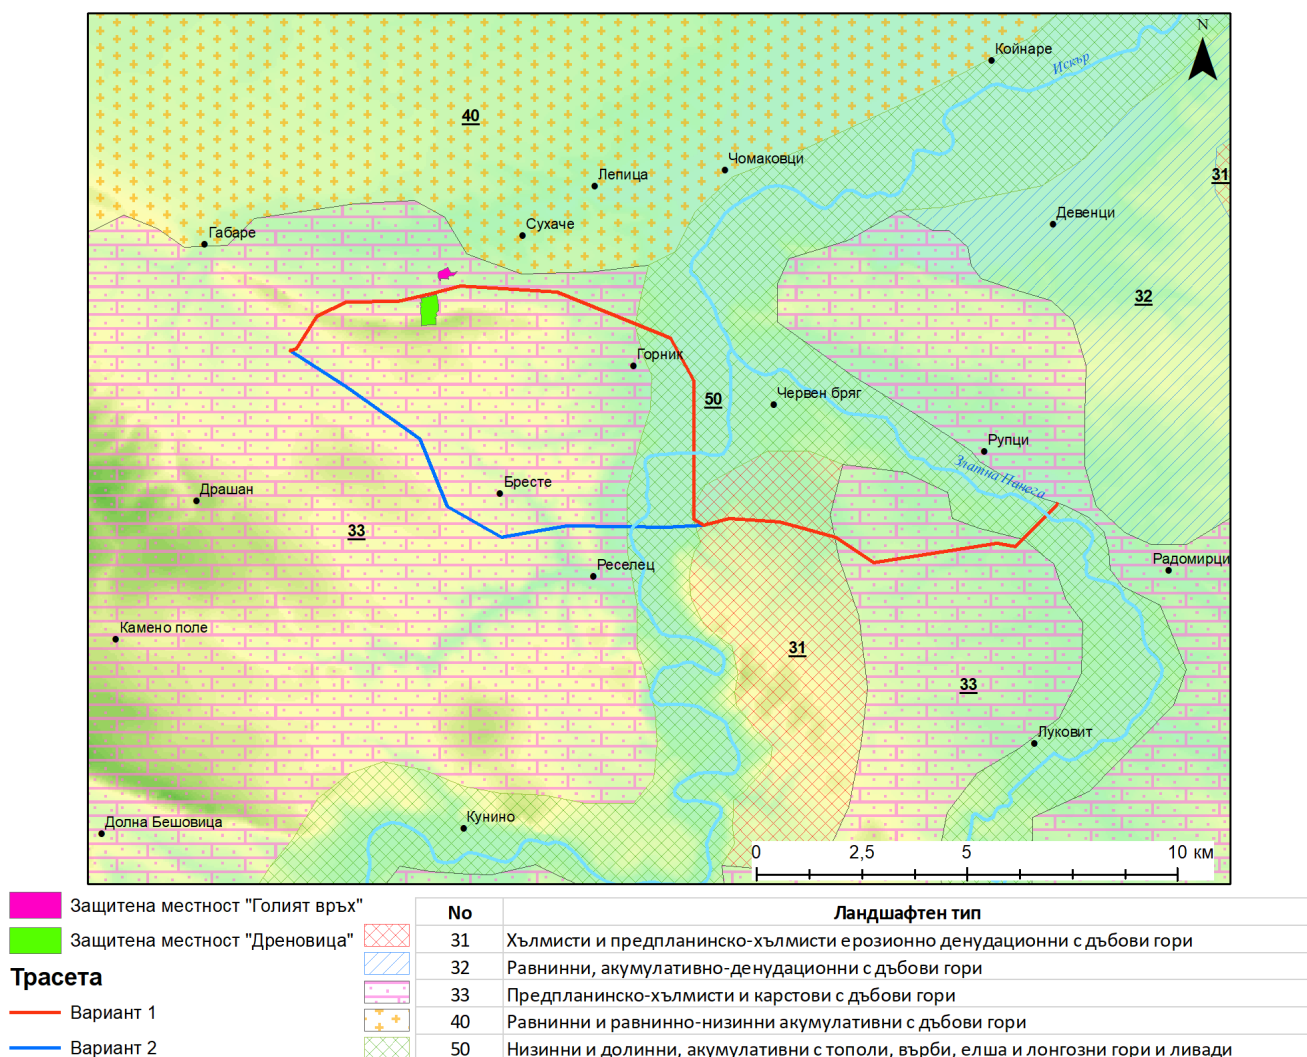 N
Койнаре
Искър
40
Чомаковци
Лепица
31
Девенци
Сухаче
Габаре
32
Горник
Червен бряг
50
Рупци
Златна Панега
Бресте
Драшан
33
Радомирци
Реселец
Камено поле
31
33
Луковит
Кунино
Долна Бешовица
0 2,5 5 10 км
Защитена местност "Голият връх"
Защитена местност "Дреновица"
Трасета
Вариант 1
Вариант 2
No Ландшафтен тип
31 Хълмисти и предпланинско-хълмисти ерозионно денудационни с дъбови гори
32 Равнинни, акумулативно-денудационни с дъбови гори
33 Предпланинско-хълмисти и карстови с дъбови гори
40 Равнинни и равнинно-низинни акумулативни с дъбови гори
50 Низинни и долинни, акумулативни с тополи, върби, елша и лонгозни гори и ливади